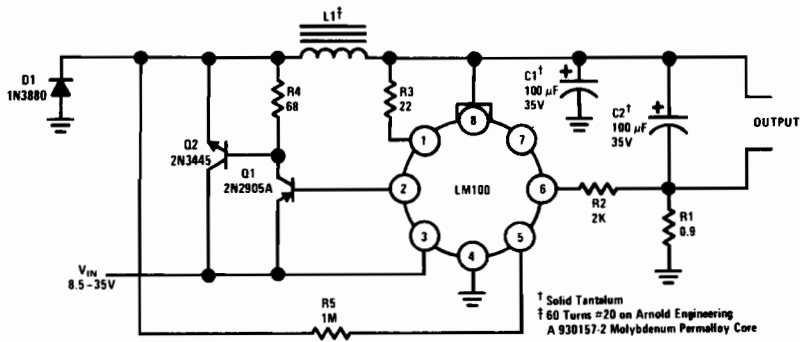 L1‡
D1
1N3880
R4
68
R3
22
C1†
100 µF
35V
C2†
100 µF
35V
OUTPUT
Q2
2N3445
Q1
2N2905A
1
8
7
2
LM100
6
3
4
5
R2
2K
R1
0.9
VIN
8.5–35V
R5
1M
† Solid Tantalum
‡ 60 Turns #20 on Arnold Engineering
A 930157-2 Molybdenum Permalloy Core